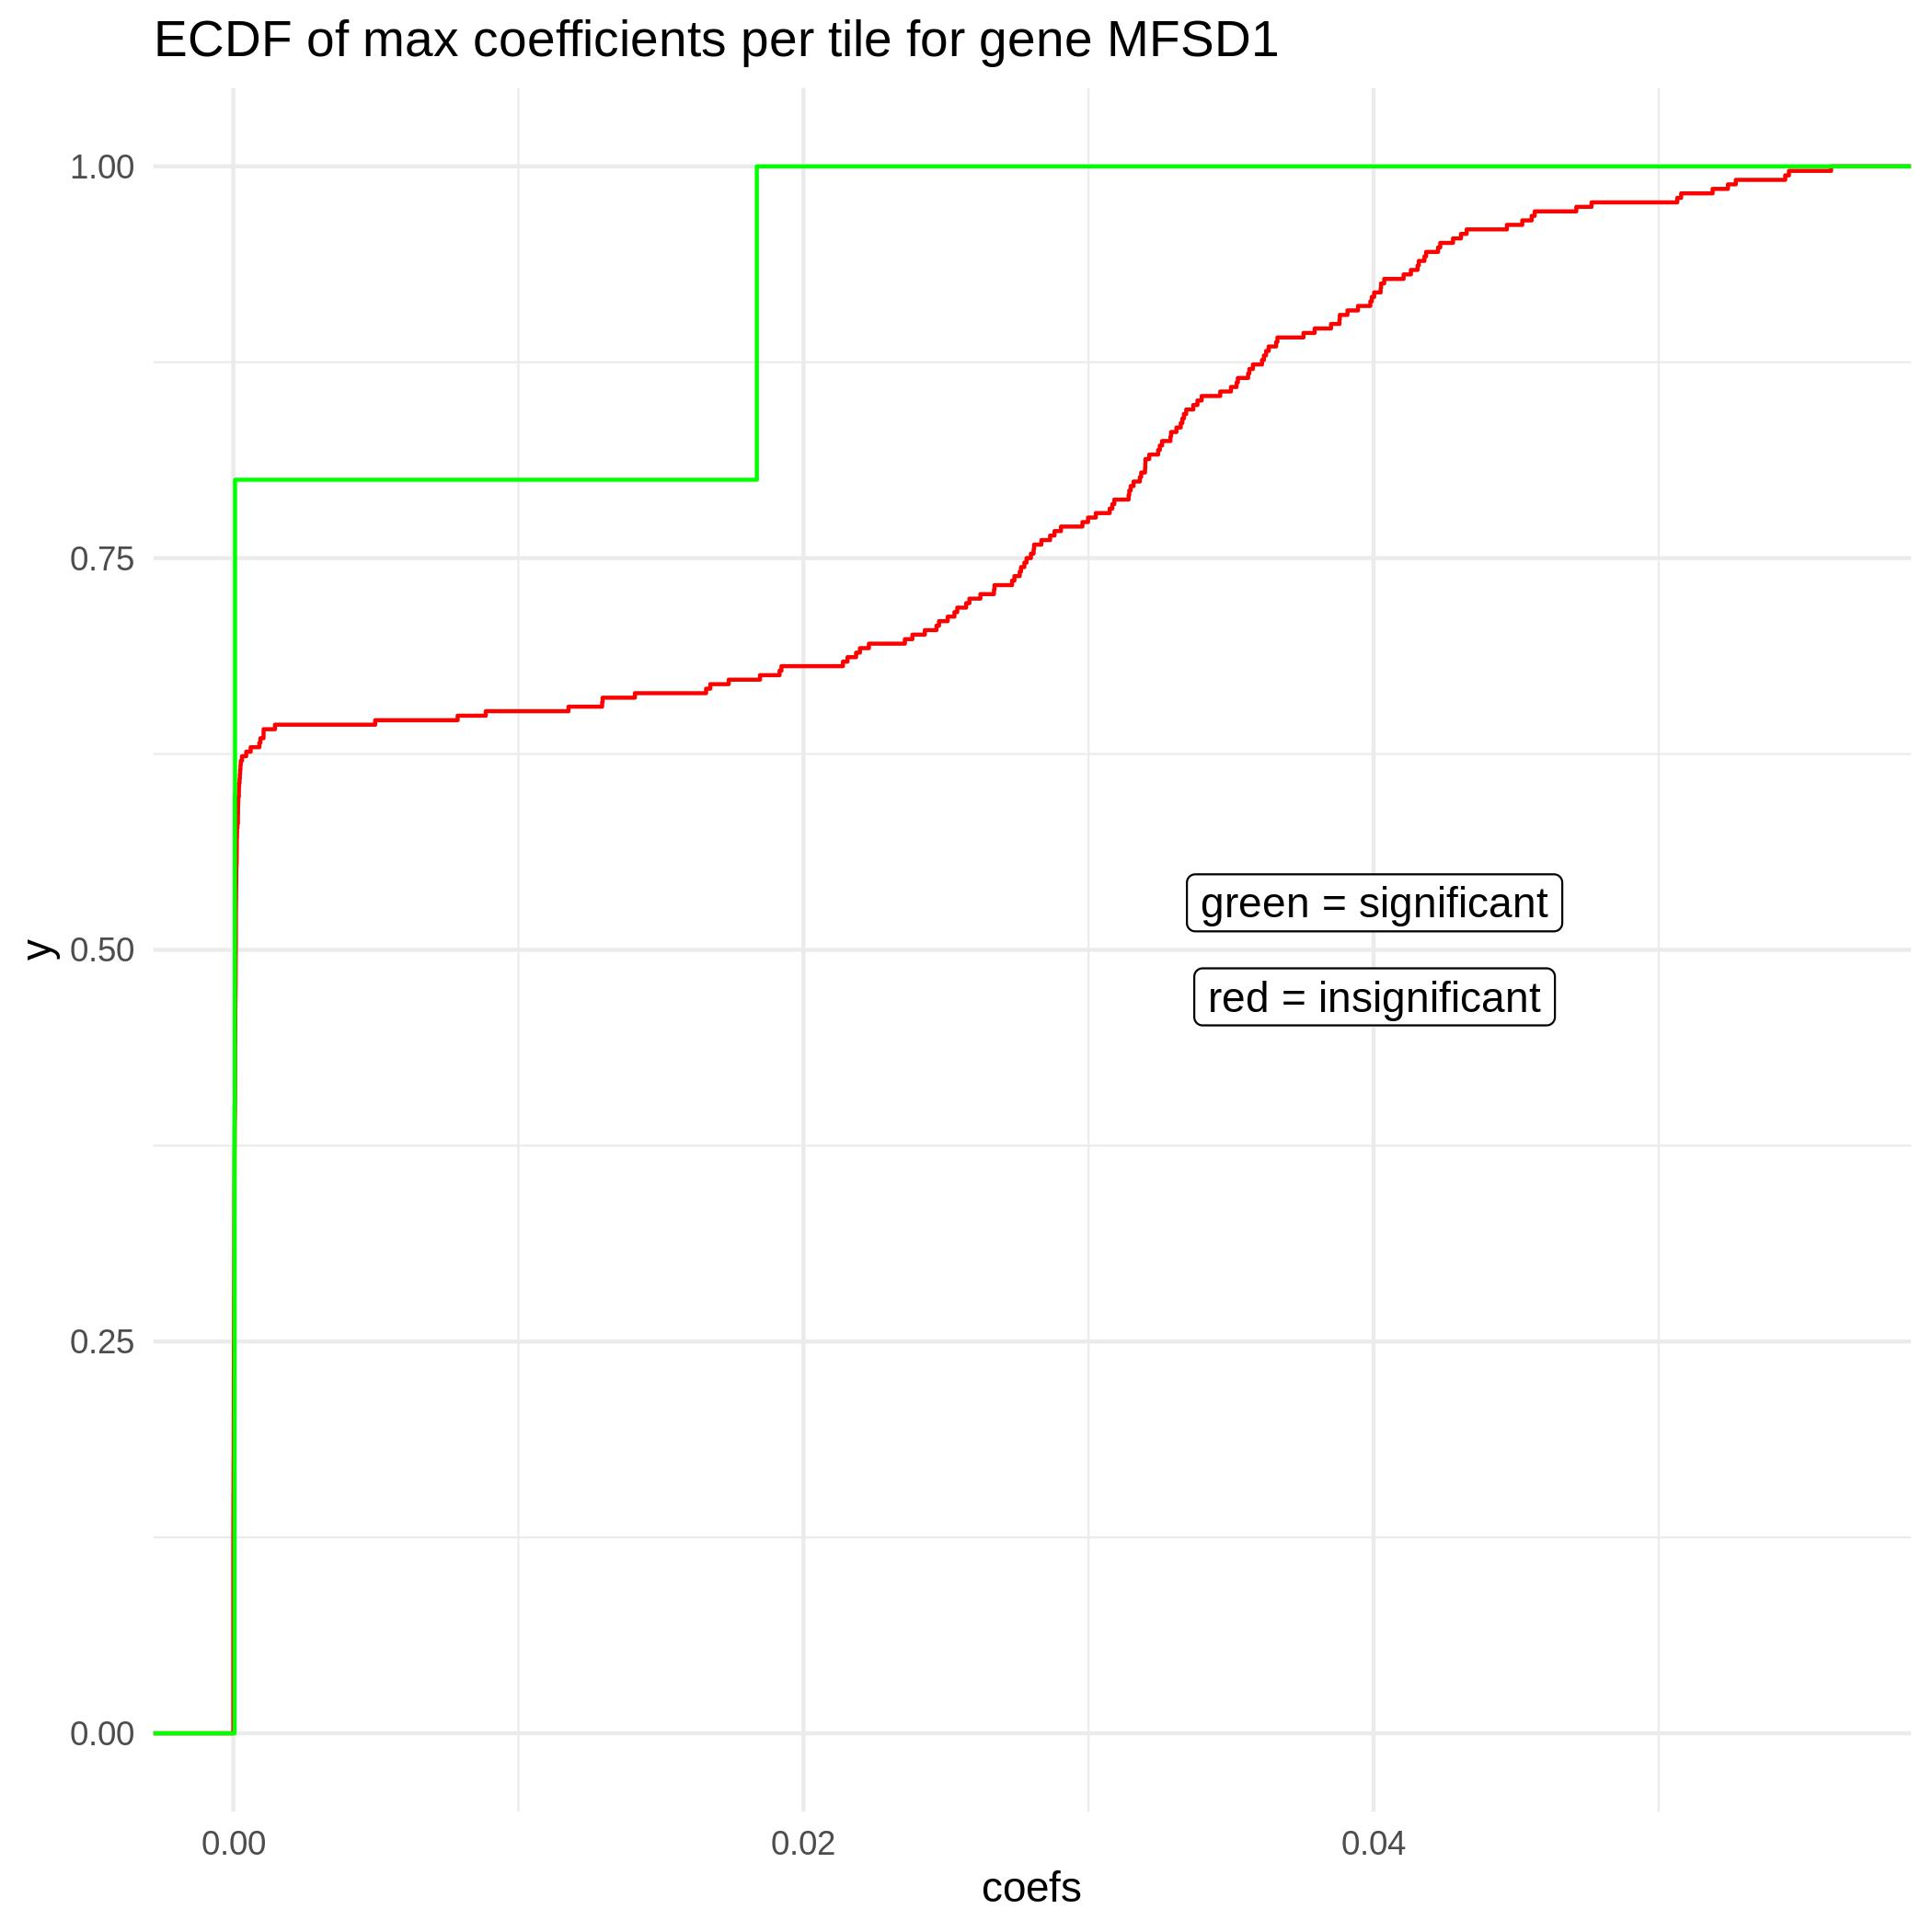 ECDF of max coefficients per tile for gene MFSD1
1.00
0.75
0.50
0.25
0.00
y
green = significant
red = insignificant
0.00 0.02 0.04
coefs